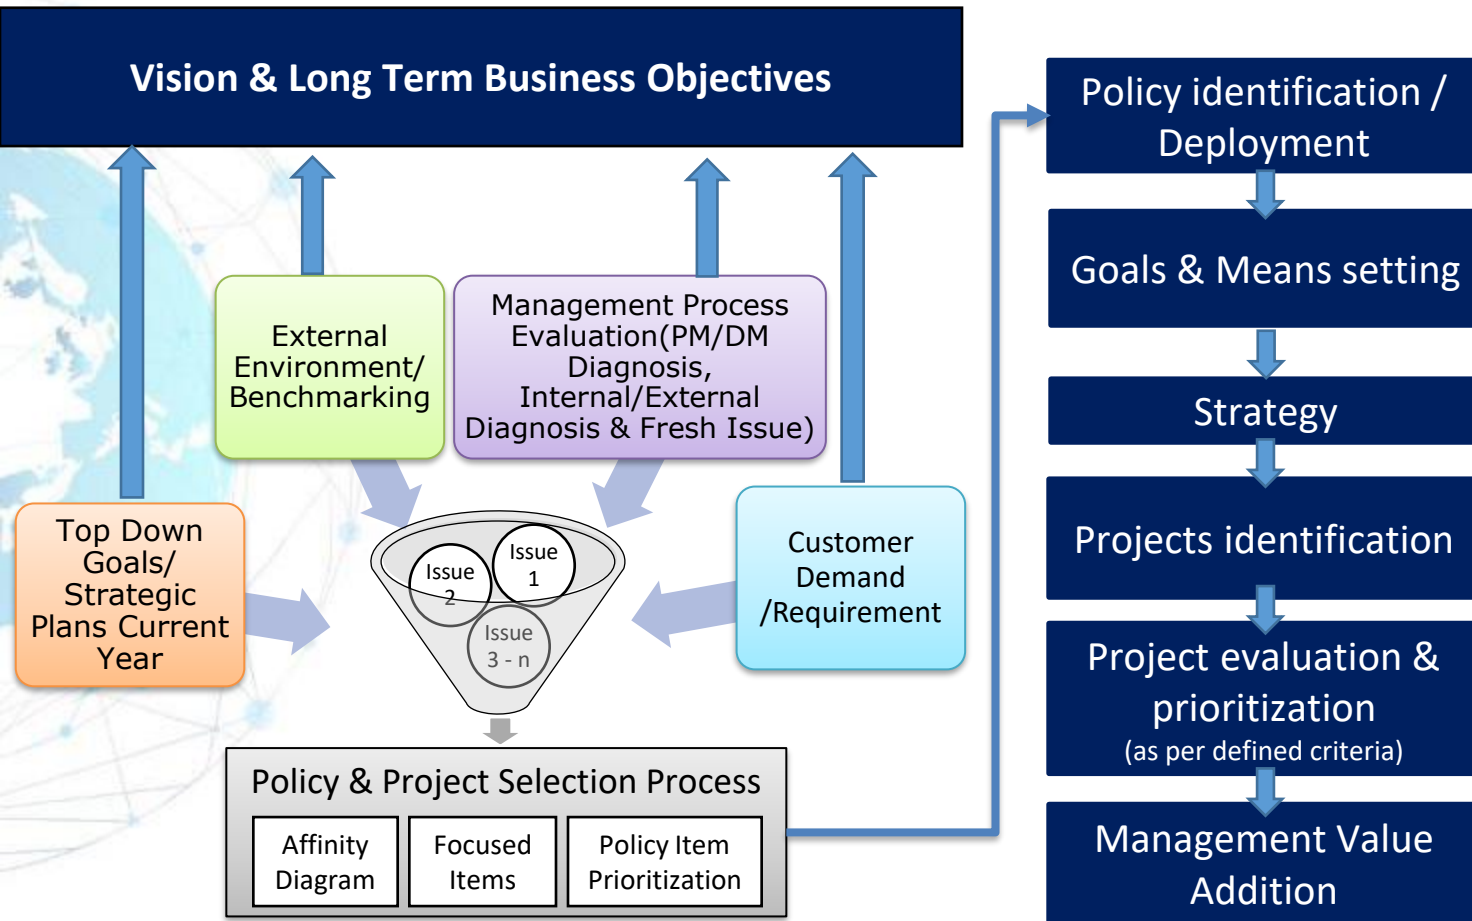 Vision & Long Term Business Objectives
External
Environment/
Benchmarking
Management Process
Evaluation(PM/DM
Diagnosis,
Internal/External
Diagnosis & Fresh Issue)
Top Down
Goals/
Strategic
Plans Current
Year
Issue
1
Issue
2
Issue
3 - n
Customer
Demand
/Requirement
Policy & Project Selection Process
Affinity
Diagram
Focused
Items
Policy Item
Prioritization
Policy identification /
Deployment
Goals & Means setting
Strategy
Projects identification
Project evaluation &
prioritization
(as per defined criteria)
Management Value
Addition